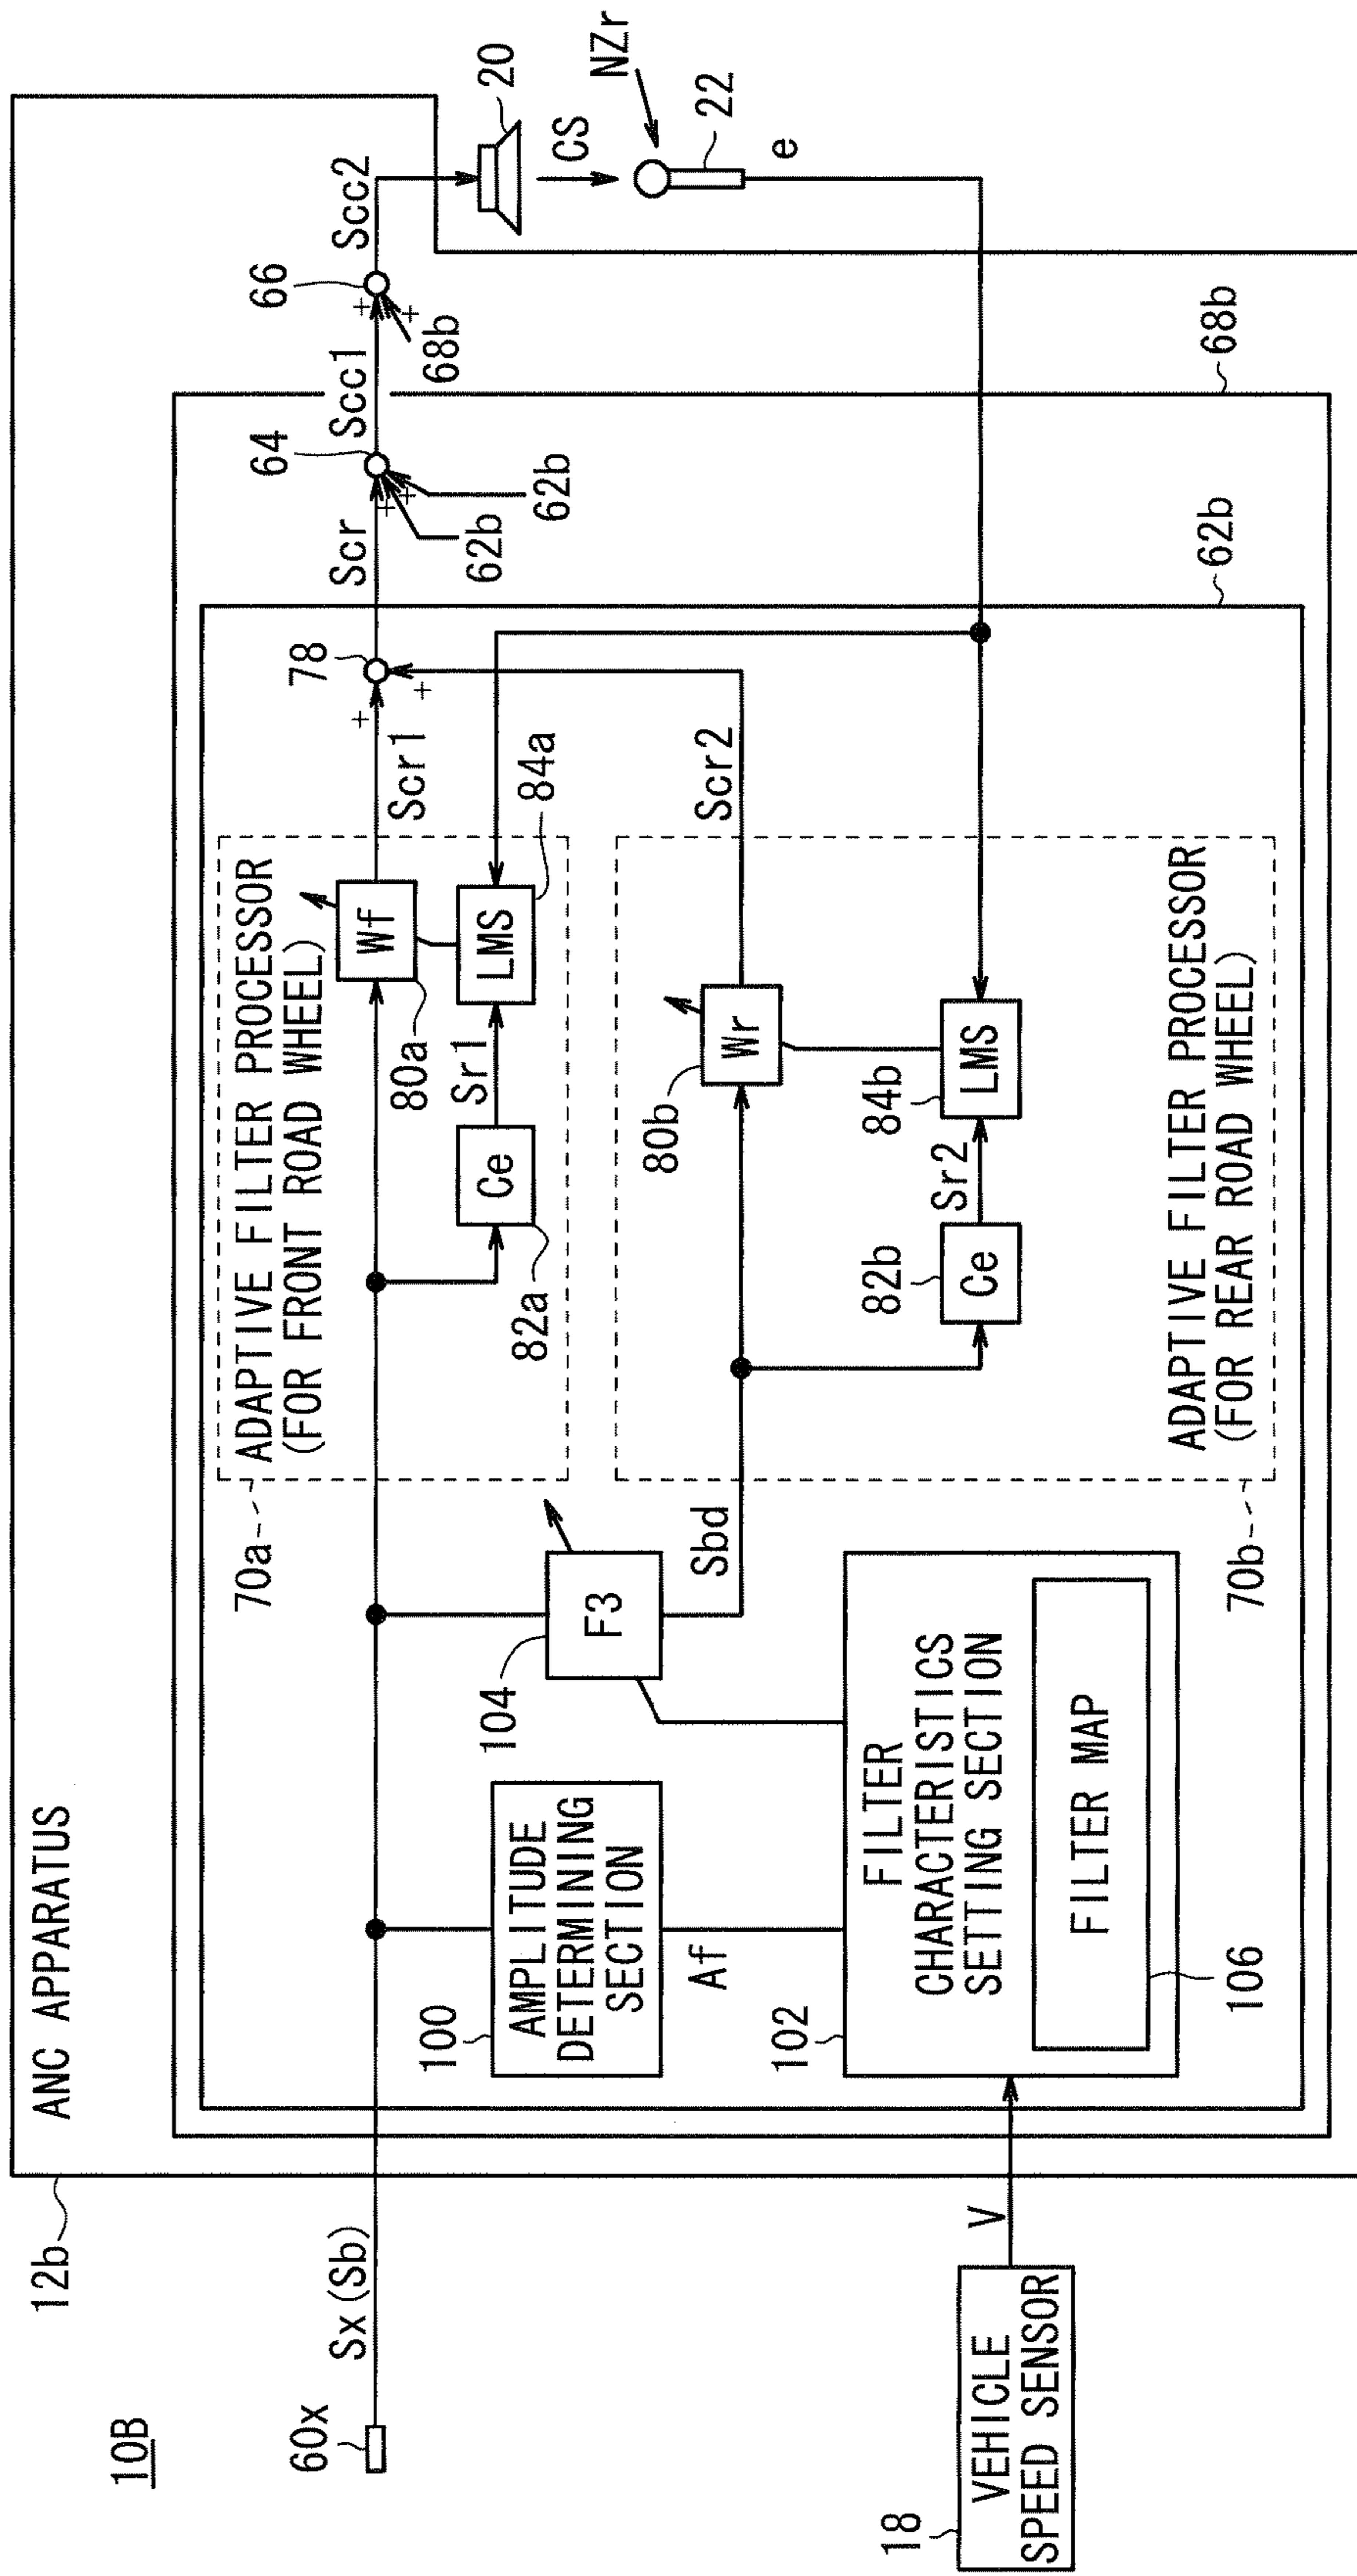 10B
12b
ANC APPARATUS
60x
Sx(Sb)
70a
ADAPTIVE FILTER PROCESSOR
(FOR FRONT ROAD WHEEL)
Wf
80a
Scr1
78
Scr
64
Scc1
66
Scc2
+
+
+
+
+
+
62b
62b
68b
20
CS
NZr
22
e
82a
Ce
Sr1
LMS
84a
100
AMPLITUDE
DETERMINING
SECTION
Af
104
F3
Sbd
80b
Wr
Scr2
82b
Ce
Sr2
84b
LMS
ADAPTIVE FILTER PROCESSOR
(FOR REAR ROAD WHEEL)
70b
102
FILTER
CHARACTERISTICS
SETTING SECTION
FILTER MAP
106
62b
68b
18
VEHICLE
SPEED SENSOR
V